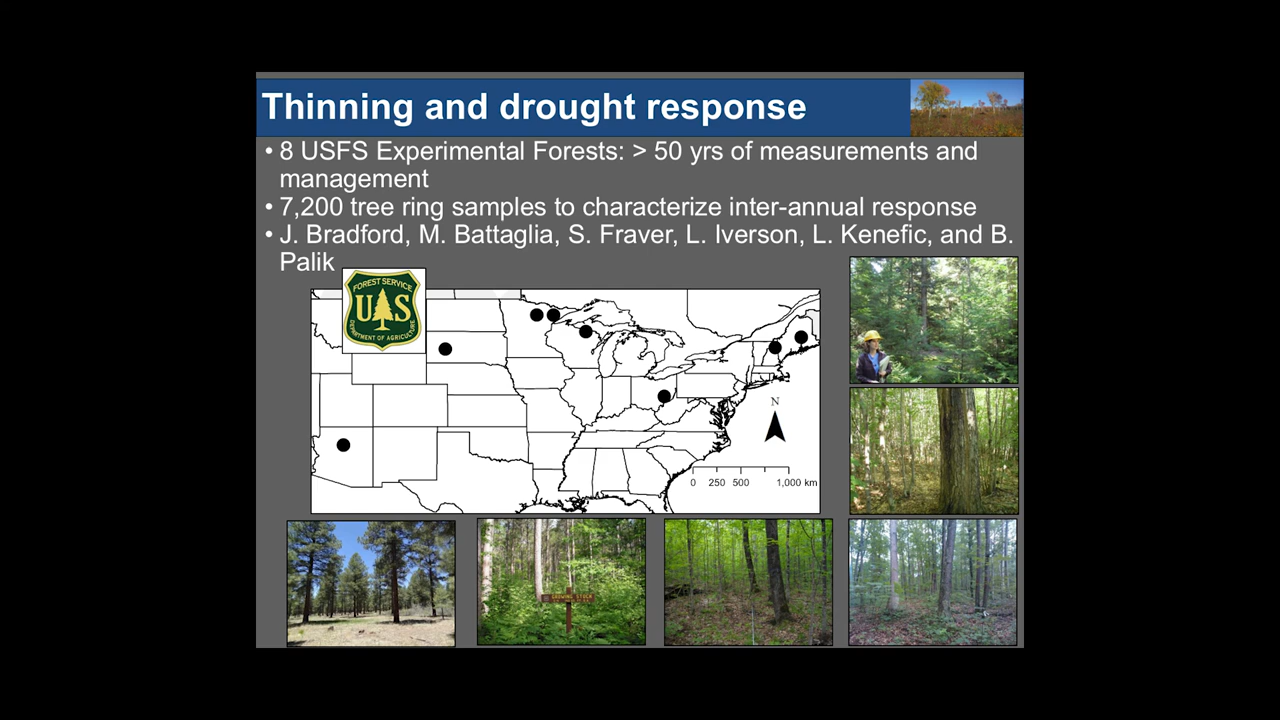 Thinning and drought response
• 8 USFS Experimental Forests: > 50 yrs of measurements and
management
• 7,200 tree ring samples to characterize inter-annual response
• J. Bradford, M. Battaglia, S. Fraver, L. Iverson, L. Kenefic, and B.
Palik
FOREST SERVICE
U S
DEPARTMENT OF AGRICULTURE
N
0 250 500 1,000 km
GROWING STOCK